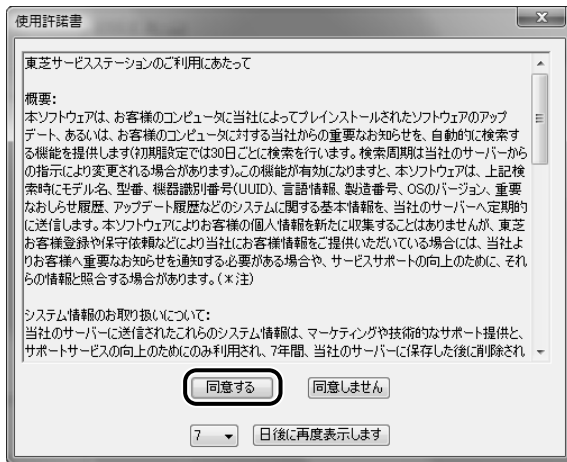 使用許諾書
東芝サービスステーションのご利用にあたって
概要:
本ソフトウェアは、お客様のコンピュータに当社によってプレインストールされたソフトウェアのアップ
デート、あるいは、お客様のコンピュータに対する当社からの重要なお知らせを、自動的に検索す
る機能を提供します(初期設定では30日ごとに検索を行います。検索周期は当社のサーバーから
の指示により変更される場合があります)。この機能が有効になりますと、本ソフトウェアは、上記検
索時にモデル名、型番、機器識別番号(UUID)、言語情報、製造番号、OSのバージョン、重要
なおしらせ履歴、アップデート履歴などのシステムに関する基本情報を、当社のサーバーへ定期的
に送信します。本ソフトウェアによりお客様の個人情報を新たに収集することはありませんが、東芝
お客様登録や保守依頼などにより当社にお客様情報をご提供いただいている場合には、当社よ
りお客様へ重要なお知らせを通知する必要がある場合や、サービスサポートの向上のために、それ
らの情報と照合する場合があります。(※注)
システム情報のお取り扱いについて:
当社のサーバーに送信されたこれらのシステム情報は、マーケティングや技術的なサポート提供と、
サポートサービスの向上のためにのみ利用され、7年間、当社のサーバーに保存した後に削除され
同意する 同意しません
7 日後に再度表示します